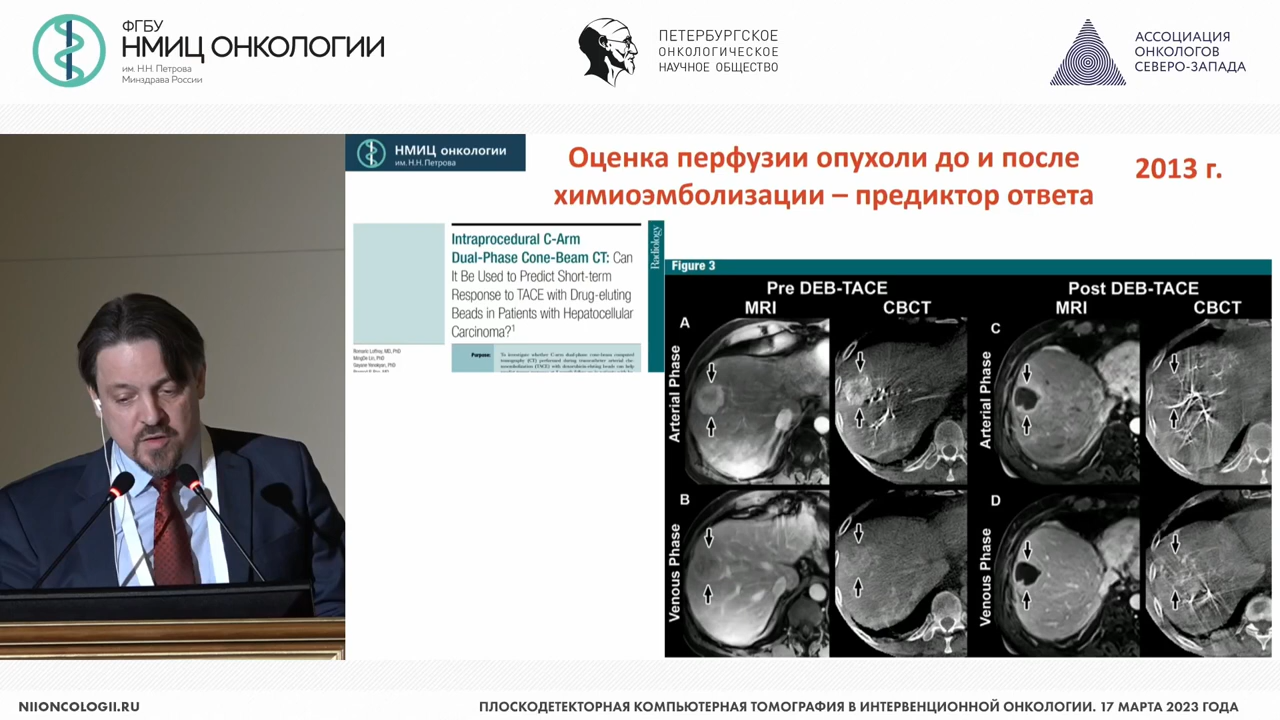 ФГБУ
НМИЦ ОНКОЛОГИИ
им. Н.Н. Петрова
Минздрава России
ПЕТЕРБУРГСКОЕ
ОНКОЛОГИЧЕСКОЕ
НАУЧНОЕ ОБЩЕСТВО
АССОЦИАЦИЯ
ОНКОЛОГОВ
СЕВЕРО-ЗАПАДА
НМИЦ онкологии
им. Н.Н.Петрова
Оценка перфузии опухоли до и после
химиоэмболизации – предиктор ответа
2013 г.
Intraprocedural C-Arm
Dual-Phase Cone-Beam CT: Can
It Be Used to Predict Short-term
Response to TACE with Drug-eluting
Beads in Patients with Hepatocellular
Carcinoma?¹
Radiology
Purpose:
Figure 3
Pre DEB-TACE
MRI
CBCT
Post DEB-TACE
MRI
CBCT
A
Arterial Phase
C
Arterial Phase
B
Venous Phase
D
Venous Phase
NIIONCOLOGII.RU
ПЛОСКОДЕТЕКТОРНАЯ КОМПЬЮТЕРНАЯ ТОМОГРАФИЯ В ИНТЕРВЕНЦИОННОЙ ОНКОЛОГИИ. 17 МАРТА 2023 ГОДА